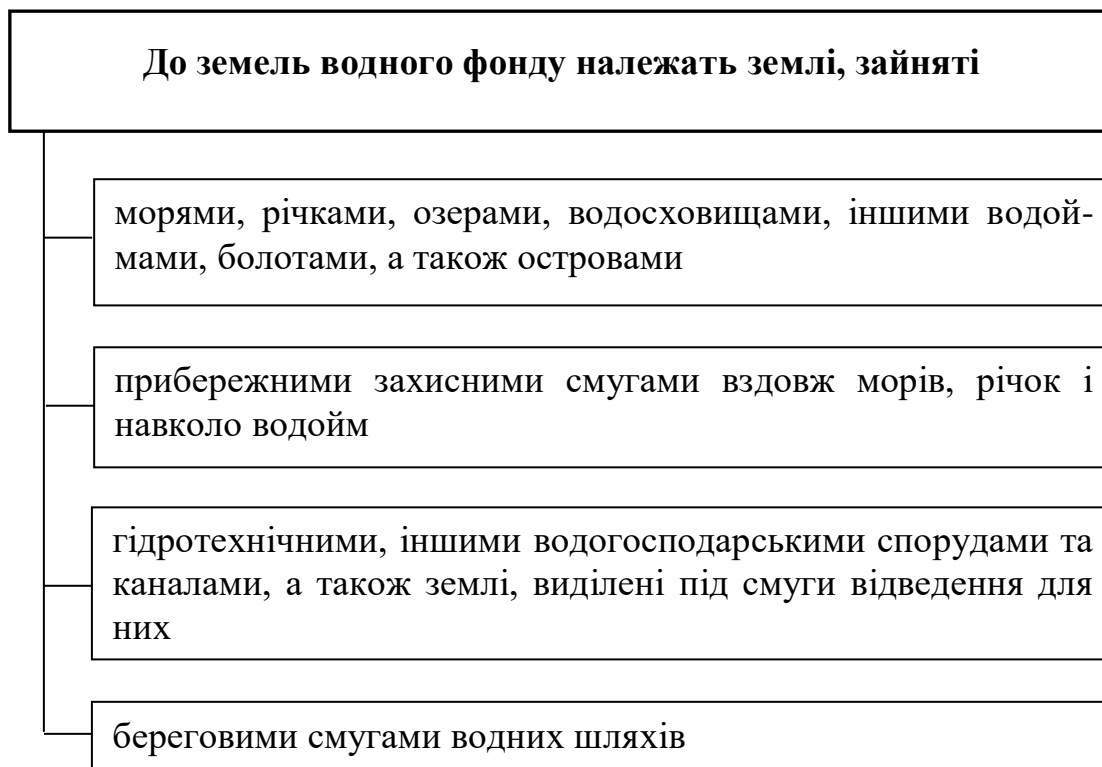 До земель водного фонду належать землі, зайняті
морями, річками, озерами, водосховищами, іншими водой-
мами, болотами, а також островами
прибережними захисними смугами вздовж морів, річок і
навколо водойм
гідротехнічними, іншими водогосподарськими спорудами та
каналами, а також землі, виділені під смуги відведення для
них
береговими смугами водних шляхів